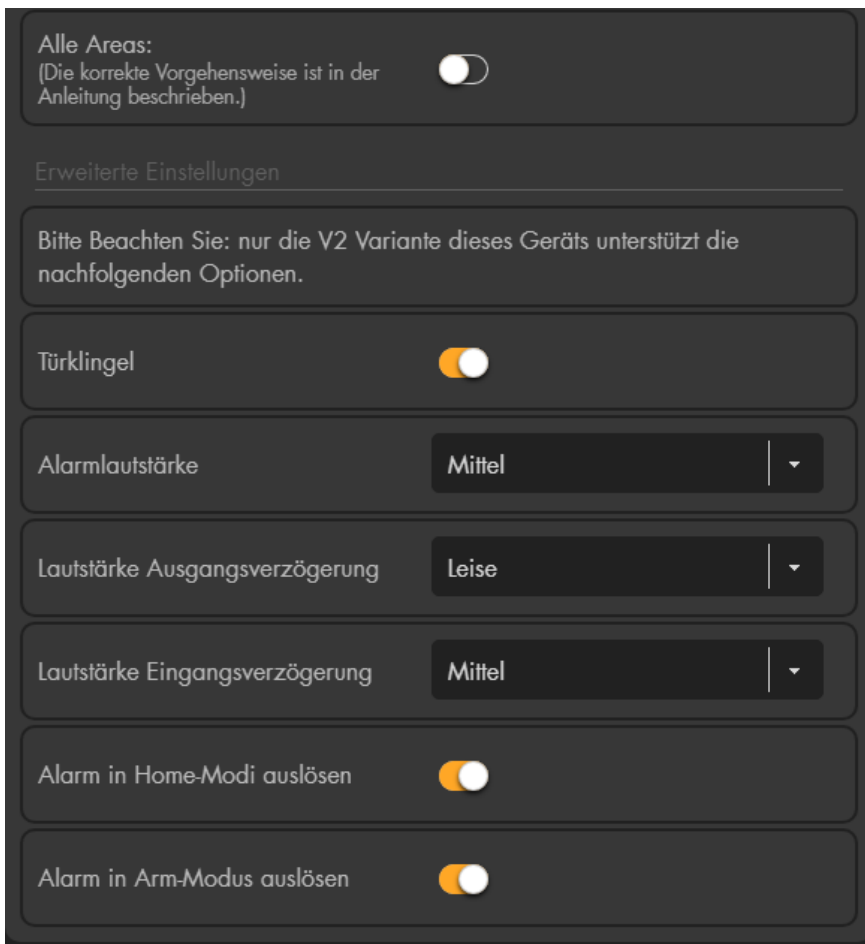 Alle Areas:
(Die korrekte Vorgehensweise ist in der
Anleitung beschrieben.)
Erweiterte Einstellungen
Bitte Beachten Sie: nur die V2 Variante dieses Geräts unterstützt die
nachfolgenden Optionen.
Türklingel
Alarmlautstärke
Mittel
Lautstärke Ausgangsverzögerung
Leise
Lautstärke Eingangsverzögerung
Mittel
Alarm in Home-Modi auslösen
Alarm in Arm-Modus auslösen